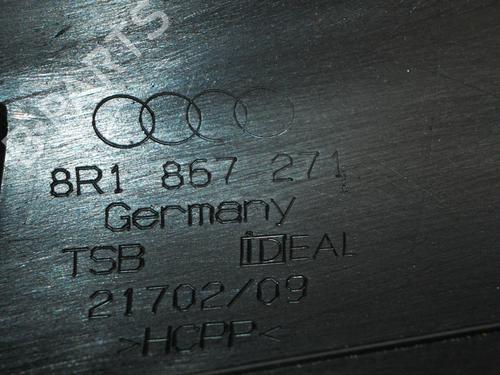 8R1 867 271
Germany
TSB IDEAL
21702/09
>HCPP<